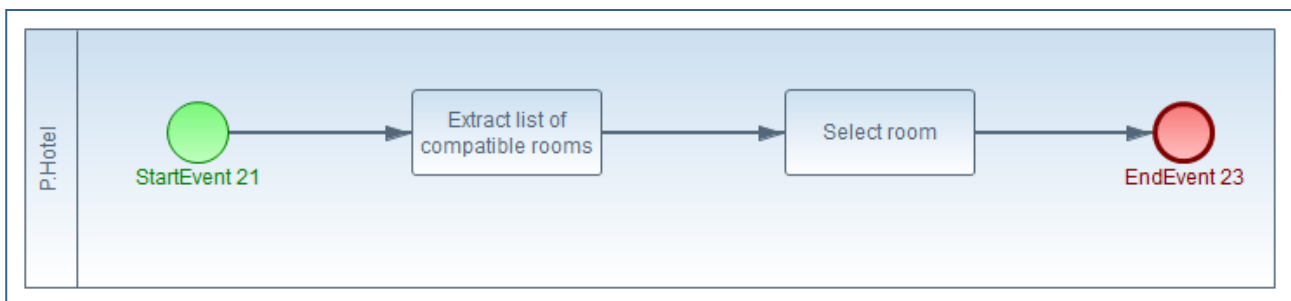 P.Hotel
StartEvent 21
Extract list of
compatible rooms
Select room
EndEvent 23